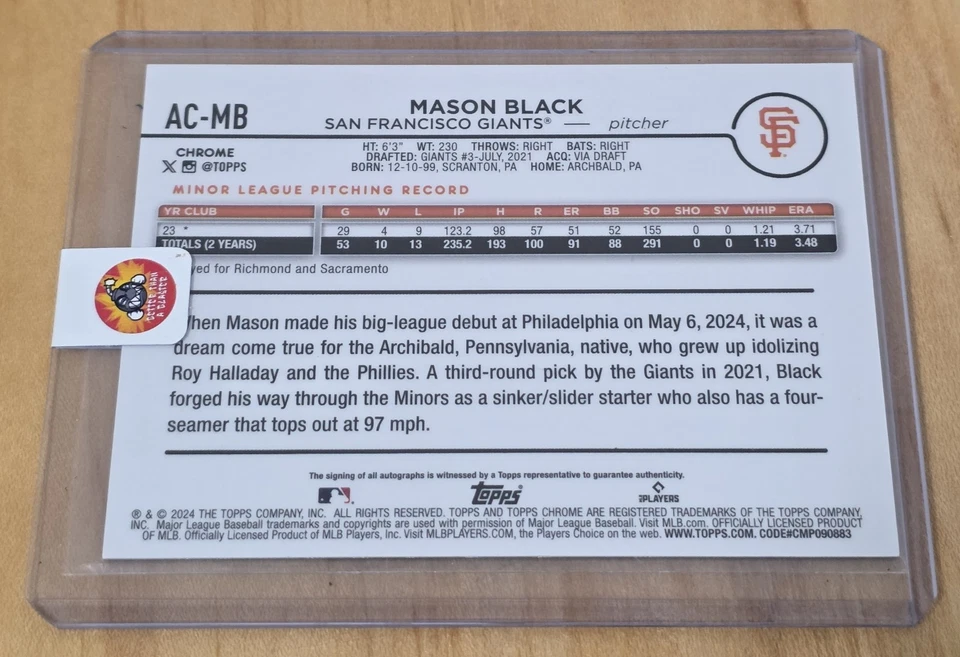 AC-MB
MASON BLACK
SAN FRANCISCO GIANTS® — pitcher
SF
CHROME
@TOPPS
HT: 6'3" WT: 230 THROWS: RIGHT BATS: RIGHT
DRAFTED: GIANTS #3-JULY, 2021 ACQ: VIA DRAFT
BORN: 12-10-99, SCRANTON, PA HOME: ARCHBALD, PA
MINOR LEAGUE PITCHING RECORD
YR CLUB G W L IP H R ER BB SO SHO SV WHIP ERA
23 * 29 4 9 123.2 98 57 51 52 155 0 0 1.21 3.71
TOTALS (2 YEARS) 53 10 13 235.2 193 100 91 88 291 0 0 1.19 3.48
yed for Richmond and Sacramento
BETTER THAN A BLASTER
hen Mason made his big-league debut at Philadelphia on May 6, 2024, it was a
dream come true for the Archibald, Pennsylvania, native, who grew up idolizing
Roy Halladay and the Phillies. A third-round pick by the Giants in 2021, Black
forged his way through the Minors as a sinker/slider starter who also has a four-
seamer that tops out at 97 mph.
The signing of all autographs is witnessed by a Topps representative to guarantee authenticity.
Topps
PLAYERS
® & © 2024 THE TOPPS COMPANY, INC. ALL RIGHTS RESERVED. TOPPS AND TOPPS CHROME ARE REGISTERED TRADEMARKS OF THE TOPPS COMPANY,
INC. Major League Baseball trademarks and copyrights are used with permission of Major League Baseball. Visit MLB.com. OFFICIALLY LICENSED PRODUCT
OF MLB. Officially Licensed Product of MLB Players, Inc. Visit MLBPLAYERS.COM, the Players Choice on the web. WWW.TOPPS.COM. CODE#CMP090883